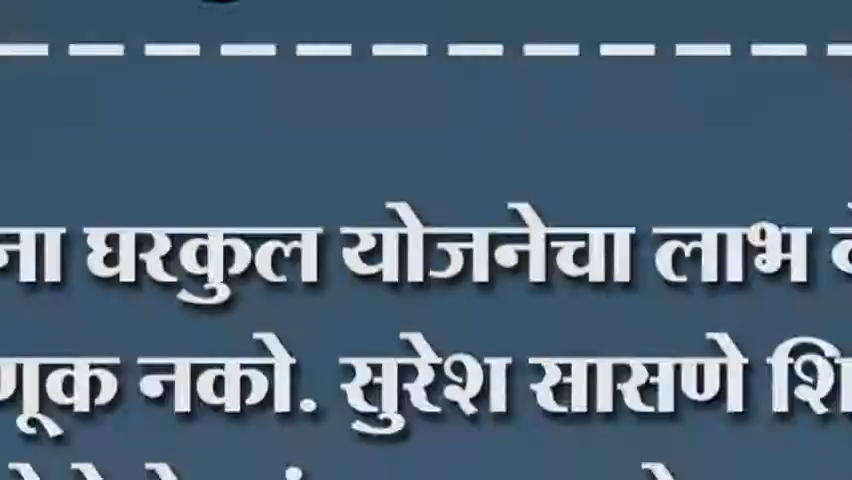 ना घरकुल योजनेचा लाभ
णूक नको. सुरेश सासणे शि